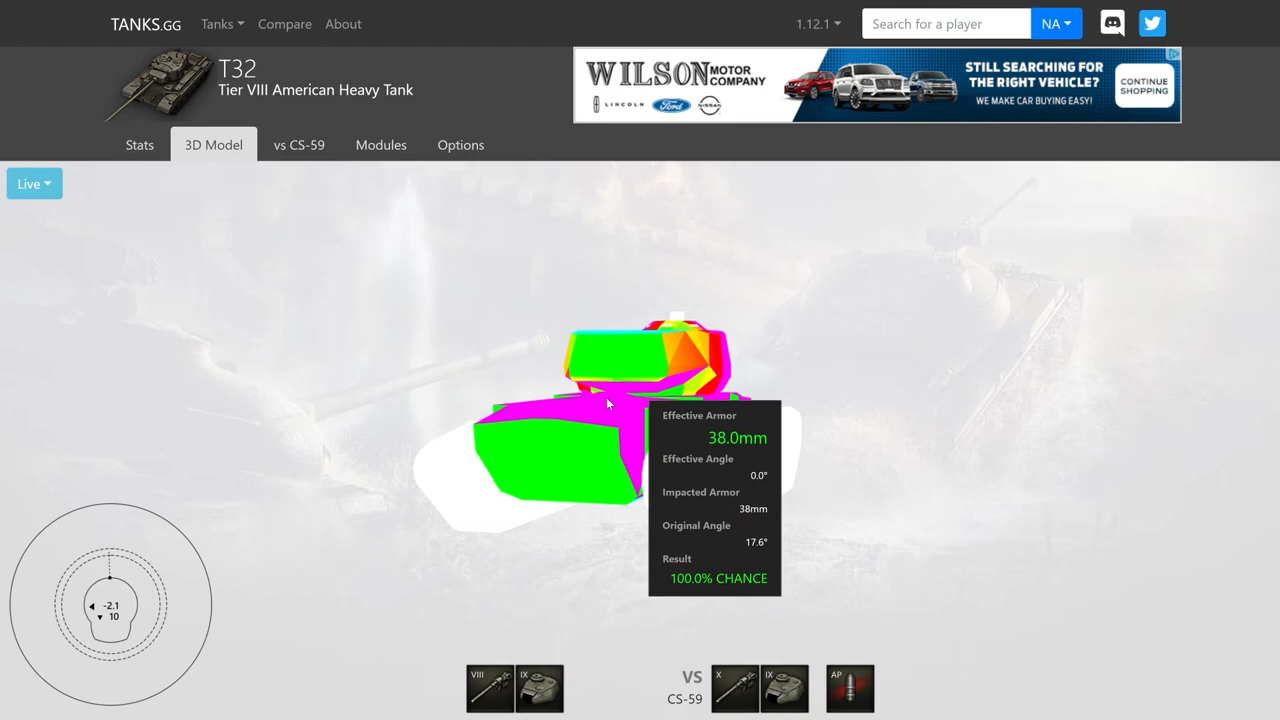 TANKS.GG Tanks Compare About 1.12.1 Search for a player NA
T32
Tier VIII American Heavy Tank
WILSON MOTOR COMPANY
LINCOLN Ford NISSAN
STILL SEARCHING FOR
THE RIGHT VEHICLE?
WE MAKE CAR BUYING EASY!
CONTINUE
SHOPPING
Stats 3D Model vs CS-59 Modules Options
Live
Effective Armor
38.0mm
Effective Angle
0.0°
Impacted Armor
38mm
Original Angle
17.6°
Result
100.0% CHANCE
-2.1
10
VIII IX VS X IX AP
CS-59